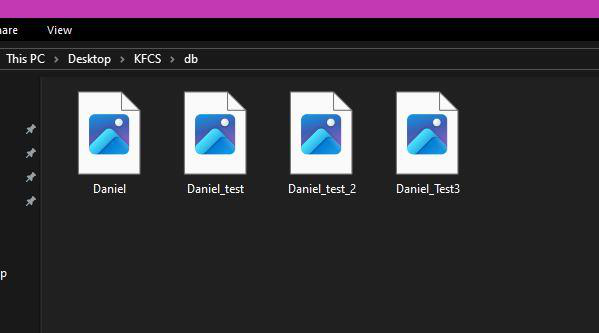 are View
This PC > Desktop > KFCS > db
Daniel Daniel_test Daniel_test_2 Daniel_Test3
p